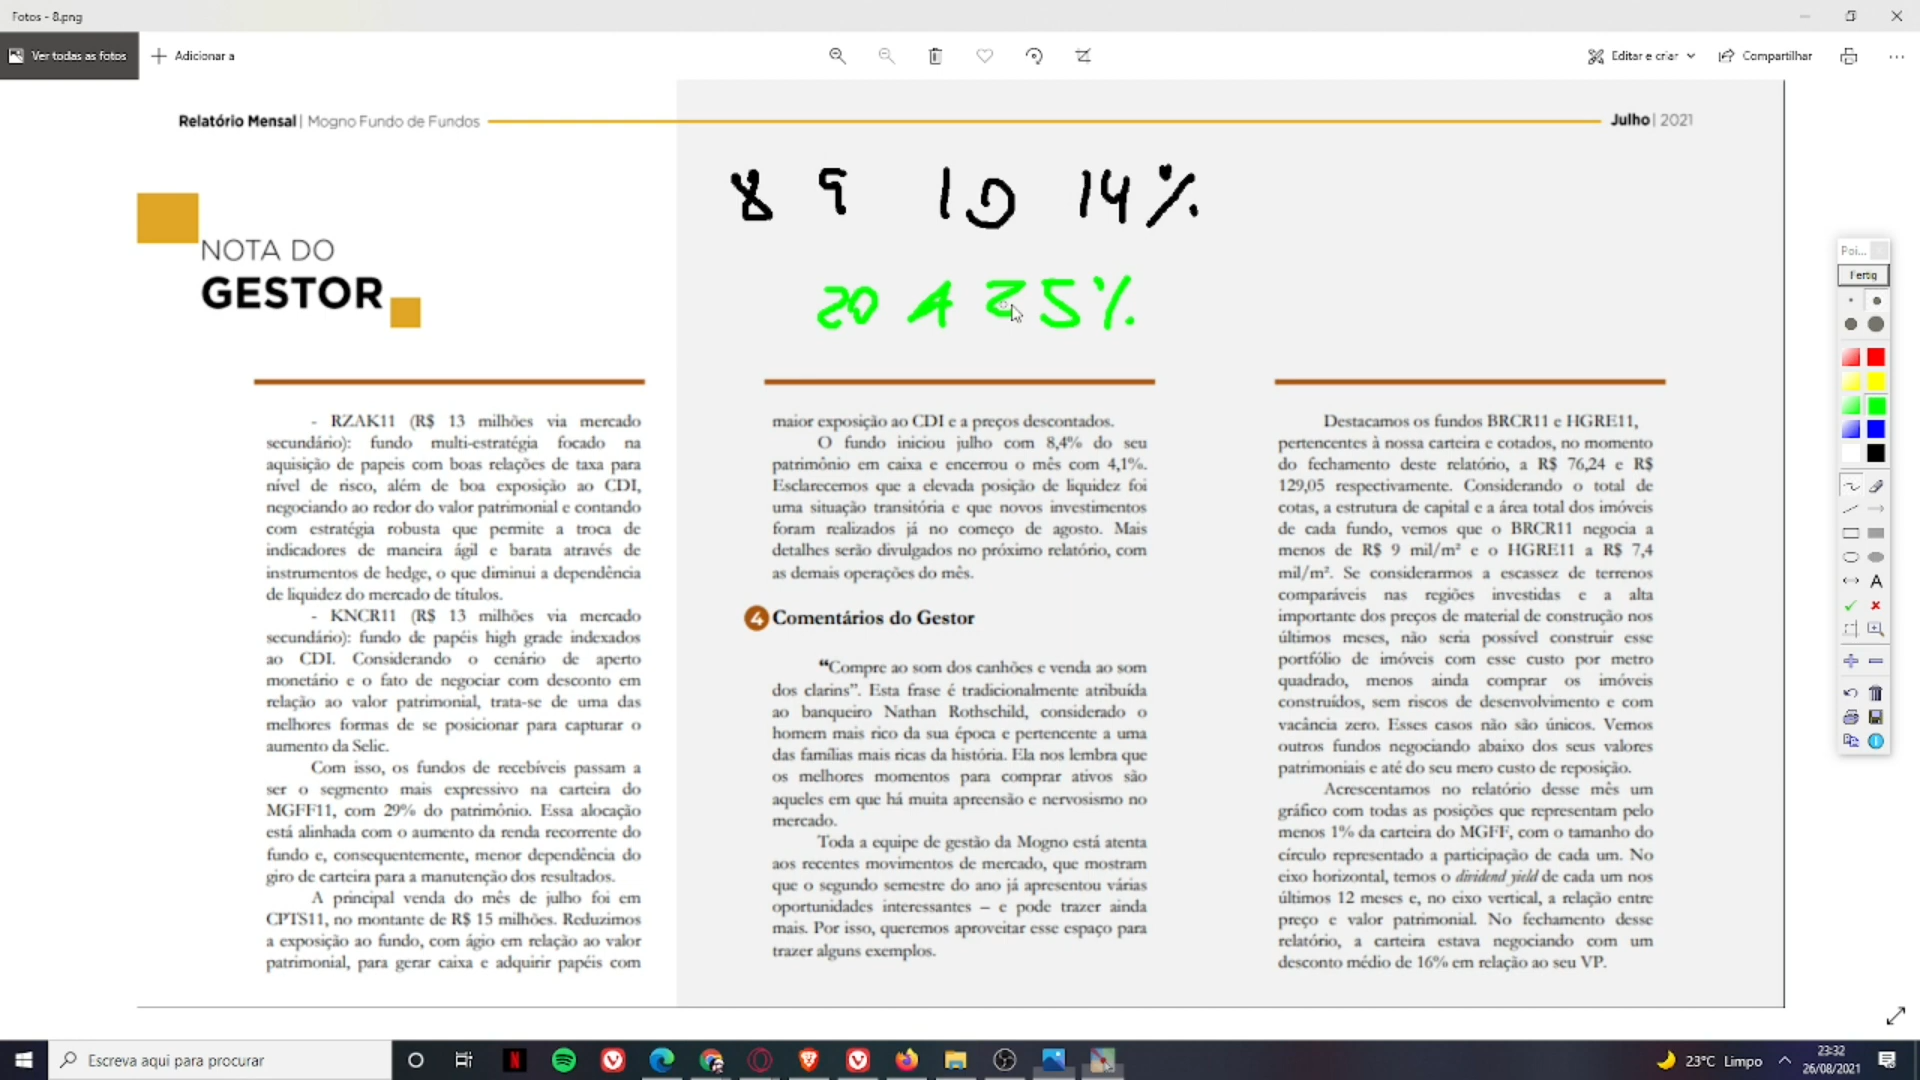 Fotos - 8.png
Ver todas as fotos
Adicionar a
Editar e criar
Compartilhar
Relatório Mensal | Mogno Fundo de Fundos
Julho | 2021
8 9 10 14%
20 A 25%
NOTA DO
GESTOR
- RZAK11 (R$ 13 milhões via mercado
secundário): fundo multi-estratégia focado na
aquisição de papeis com boas relações de taxa para
nível de risco, além de boa exposição ao CDI,
negociando ao redor do valor patrimonial e contando
com estratégia robusta que permite a troca de
indicadores de maneira ágil e barata através de
instrumentos de hedge, o que diminui a dependência
de liquidez do mercado de títulos.
- KNCR11 (R$ 13 milhões via mercado
secundário): fundo de papéis high grade indexados
ao CDI. Considerando o cenário de aperto
monetário e o fato de negociar com desconto em
relação ao valor patrimonial, trata-se de uma das
melhores formas de se posicionar para capturar o
aumento da Selic.
Com isso, os fundos de recebíveis passam a
ser o segmento mais expressivo na carteira do
MGFF11, com 29% do patrimônio. Essa alocação
está alinhada com o aumento da renda recorrente do
fundo e, consequentemente, menor dependência do
giro de carteira para a manutenção dos resultados.
A principal venda do mês de julho foi em
CPTS11, no montante de R$ 15 milhões. Reduzimos
a exposição ao fundo, com ágio em relação ao valor
patrimonial, para gerar caixa e adquirir papéis com
maior exposição ao CDI e a preços descontados.
O fundo iniciou julho com 8,4% do seu
patrimônio em caixa e encerrou o mês com 4,1%.
Esclarecemos que a elevada posição de liquidez foi
uma situação transitória e que novos investimentos
foram realizados já no começo de agosto. Mais
detalhes serão divulgados no próximo relatório, com
as demais operações do mês.
4 Comentários do Gestor
“Compre ao som dos canhões e venda ao som
dos clarins”. Esta frase é tradicionalmente atribuída
ao banqueiro Nathan Rothschild, considerado o
homem mais rico da sua época e pertencente a uma
das famílias mais ricas da história. Ela nos lembra que
os melhores momentos para comprar ativos são
aqueles em que há muita apreensão e nervosismo no
mercado.
Toda a equipe de gestão da Mogno está atenta
aos recentes movimentos de mercado, que mostram
que o segundo semestre do ano já apresentou várias
oportunidades interessantes – e pode trazer ainda
mais. Por isso, queremos aproveitar esse espaço para
trazer alguns exemplos.
Destacamos os fundos BRCR11 e HGRE11,
pertencentes à nossa carteira e cotados, no momento
do fechamento deste relatório, a R$ 76,24 e R$
129,05 respectivamente. Considerando o total de
cotas, a estrutura de capital e a área total dos imóveis
de cada fundo, vemos que o BRCR11 negocia a
menos de R$ 9 mil/m² e o HGRE11 a R$ 7,4
mil/m². Se considerarmos a escassez de terrenos
comparáveis nas regiões investidas e a alta
importante dos preços de material de construção nos
últimos meses, não seria possível construir esse
portfólio de imóveis com esse custo por metro
quadrado, menos ainda comprar os imóveis
construídos, sem riscos de desenvolvimento e com
vacância zero. Esses casos não são únicos. Vemos
outros fundos negociando abaixo dos seus valores
patrimoniais e até do seu mero custo de reposição.
Acrescentamos no relatório desse mês um
gráfico com todas as posições que representam pelo
menos 1% da carteira do MGFF, com o tamanho do
círculo representado a participação de cada um. No
eixo horizontal, temos o dividend yield de cada um nos
últimos 12 meses e, no eixo vertical, a relação entre
preço e valor patrimonial. No fechamento desse
relatório, a carteira estava negociando com um
desconto médio de 16% em relação ao seu VP.
Poi...
Fertig
A
Escreva aqui para procurar
23°C Limpo
23:32
26/08/2021